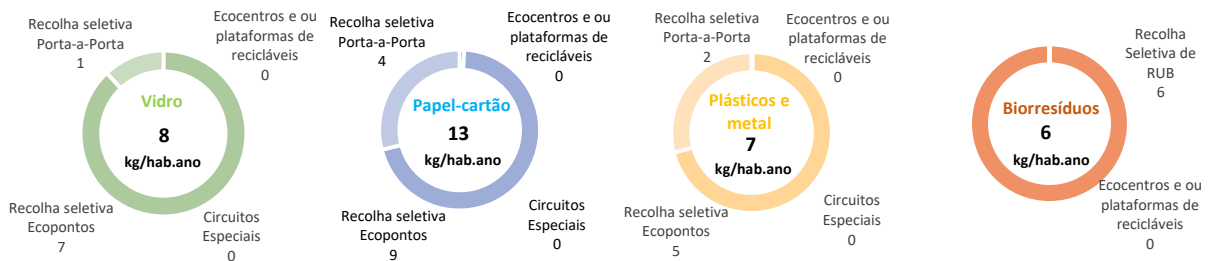 Recolha seletiva
Porta-a-Porta
1
Ecocentros e ou
plataformas de
recicláveis
0
Vidro
8
kg/hab.ano
Recolha seletiva
Ecopontos
7
Circuitos
Especiais
0
Recolha seletiva
Porta-a-Porta
4
Ecocentros e ou
plataformas de
recicláveis
0
Papel-cartão
13
kg/hab.ano
Recolha seletiva
Ecopontos
9
Circuitos
Especiais
0
Recolha seletiva
Porta-a-Porta
2
Ecocentros e ou
plataformas de
recicláveis
0
Plásticos e
metal
7
kg/hab.ano
Recolha seletiva
Ecopontos
5
Circuitos
Especiais
0
Recolha
Seletiva de
RUB
6
Biorresíduos
6
kg/hab.ano
Ecocentros e ou
plataformas de
recicláveis
0